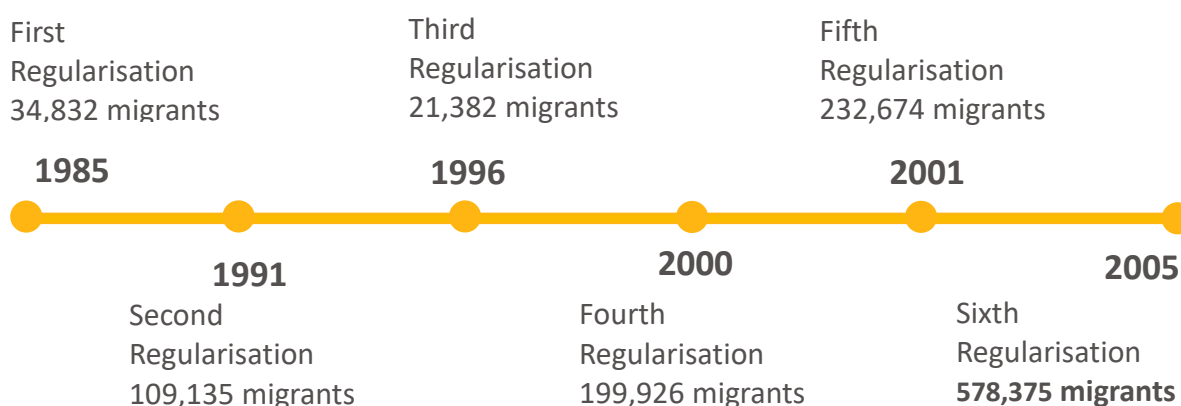 First
Regularisation
34,832 migrants
1985
Second
Regularisation
109,135 migrants
1991
Third
Regularisation
21,382 migrants
1996
Fourth
Regularisation
199,926 migrants
2000
Fifth
Regularisation
232,674 migrants
2001
Sixth
Regularisation
578,375 migrants
2005